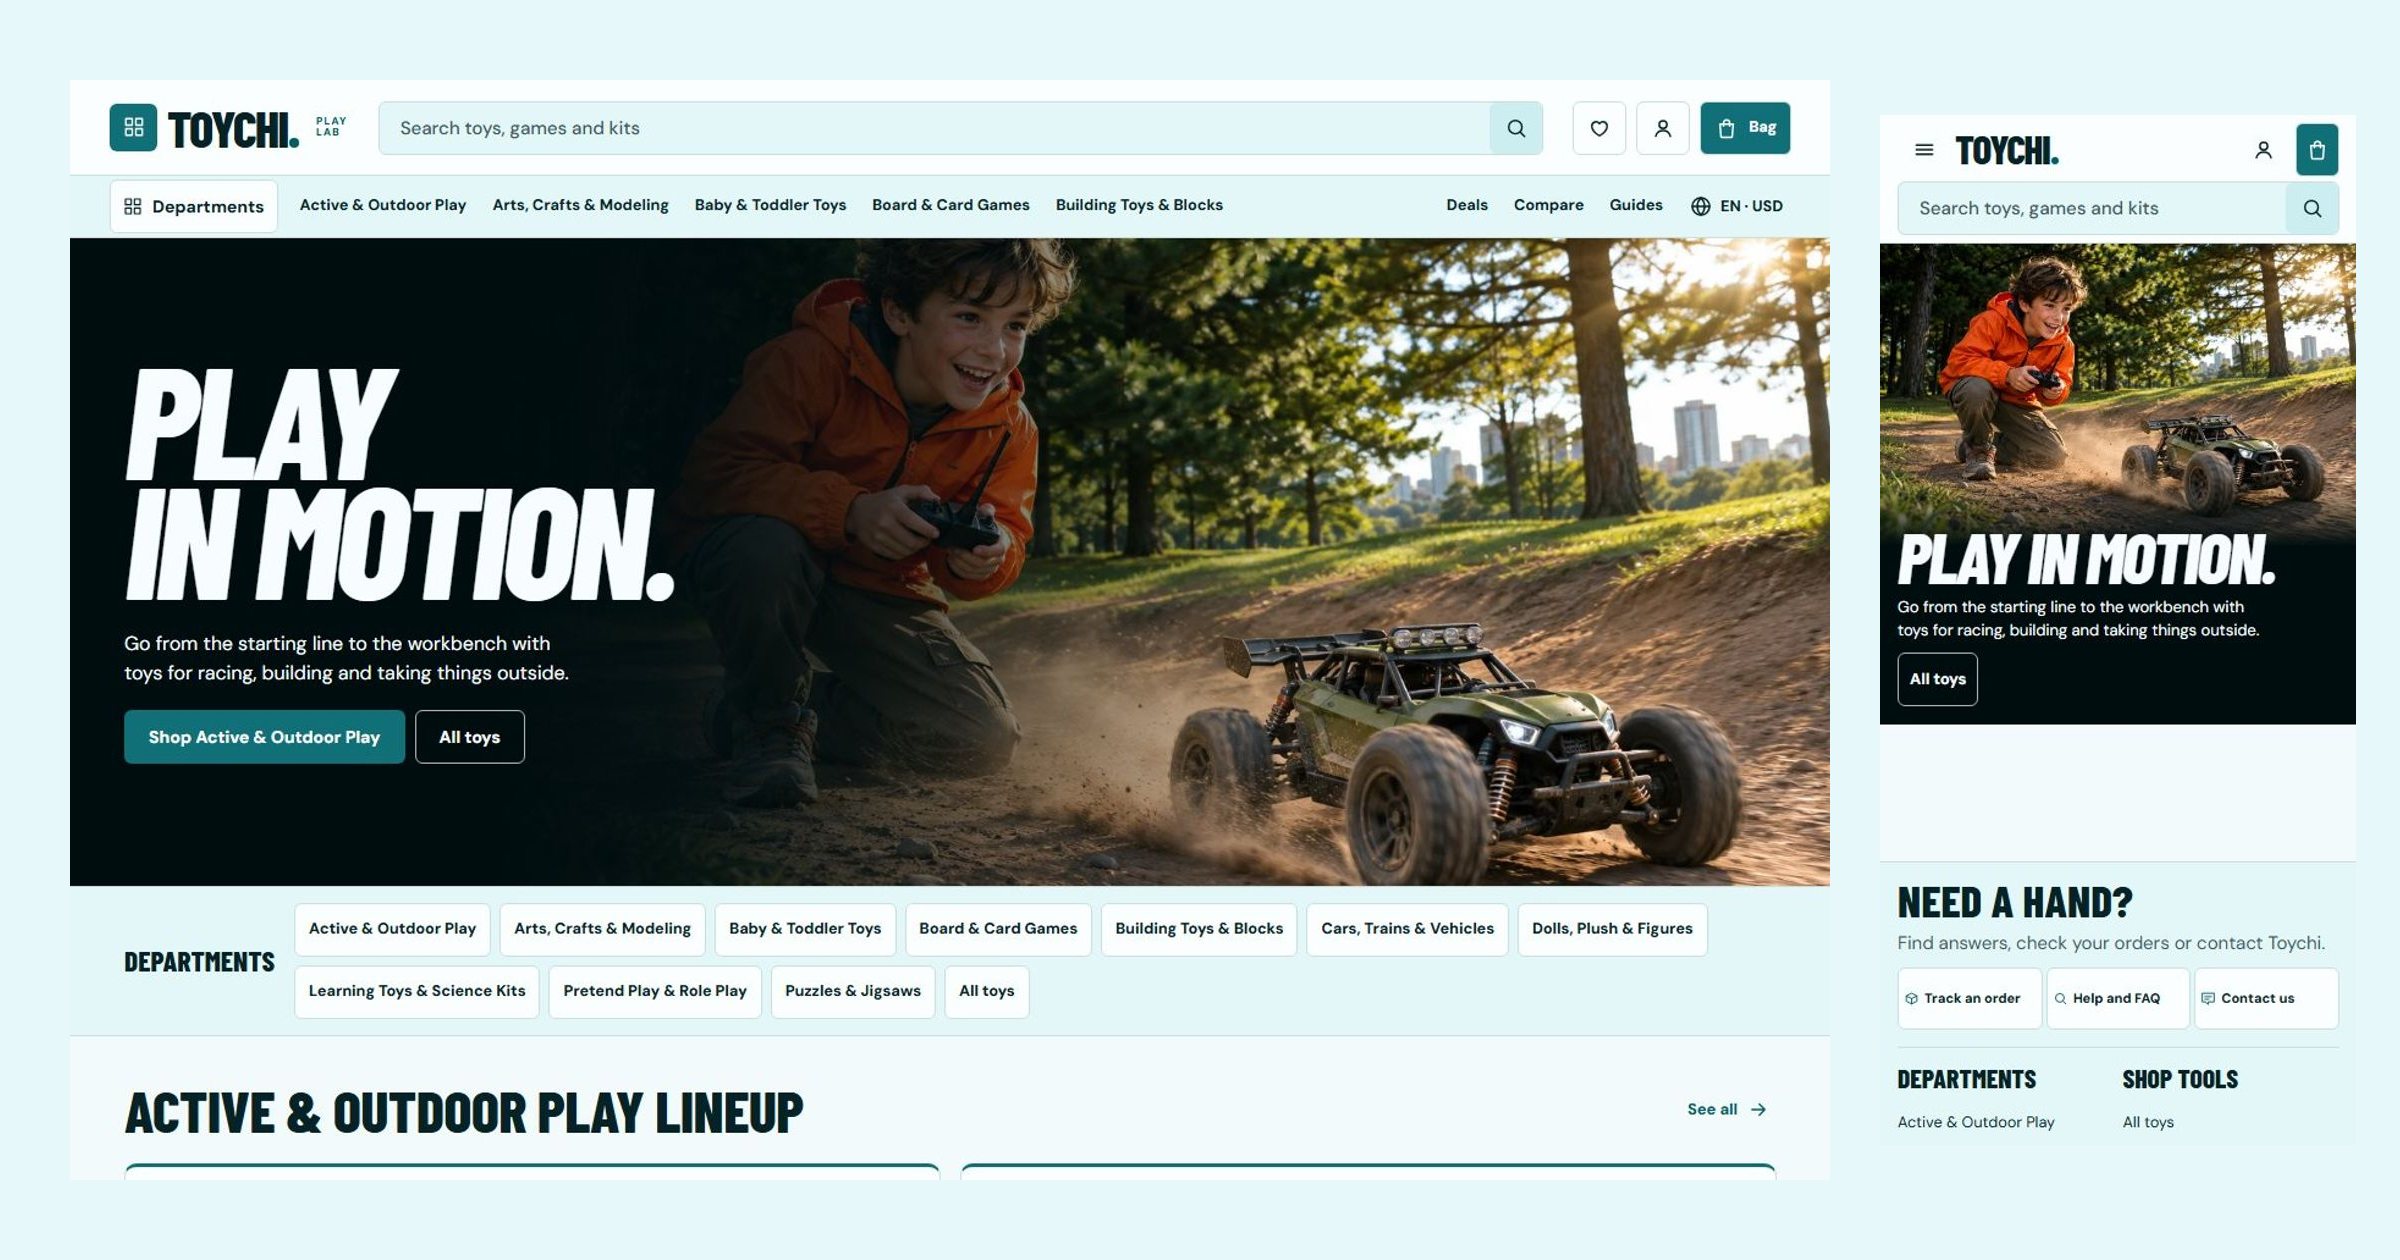 TOYCHI.
PLAY
LAB
Search toys, games and kits
Bag
Departments
Active & Outdoor Play
Arts, Crafts & Modeling
Baby & Toddler Toys
Board & Card Games
Building Toys & Blocks
Deals
Compare
Guides
EN · USD
PLAY
IN MOTION.
Go from the starting line to the workbench with
toys for racing, building and taking things outside.
Shop Active & Outdoor Play
All toys
DEPARTMENTS
Active & Outdoor Play
Arts, Crafts & Modeling
Baby & Toddler Toys
Board & Card Games
Building Toys & Blocks
Cars, Trains & Vehicles
Dolls, Plush & Figures
Learning Toys & Science Kits
Pretend Play & Role Play
Puzzles & Jigsaws
All toys
ACTIVE & OUTDOOR PLAY LINEUP
See all
TOYCHI.
Search toys, games and kits
PLAY IN MOTION.
Go from the starting line to the workbench with
toys for racing, building and taking things outside.
All toys
NEED A HAND?
Find answers, check your orders or contact Toychi.
Track an order
Help and FAQ
Contact us
DEPARTMENTS
SHOP TOOLS
Active & Outdoor Play
All toys